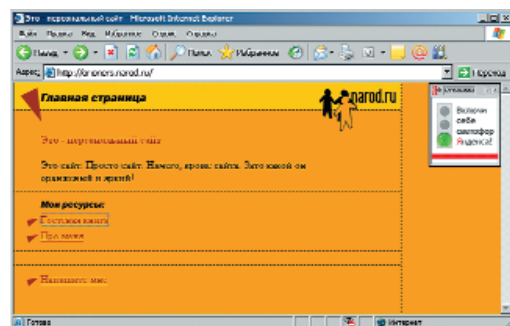 Это - персональный сайт - Microsoft Internet Explorer
Файл Правка Вид Избранное Сервис Справка
Назад Поиск Избранное
Адрес: narod.ru/ Переход
Главная страница
narod.ru
Включи
себе
светофор
Яндекса!
Это - персональный сайт
Это сайт. Просто сайт. Ничего, кроме сайта. Зато какой он
оранжевый и яркий!
Мои ресурсы:
Гостевая книга
Про меня
Напишите мне
Готово Интернет